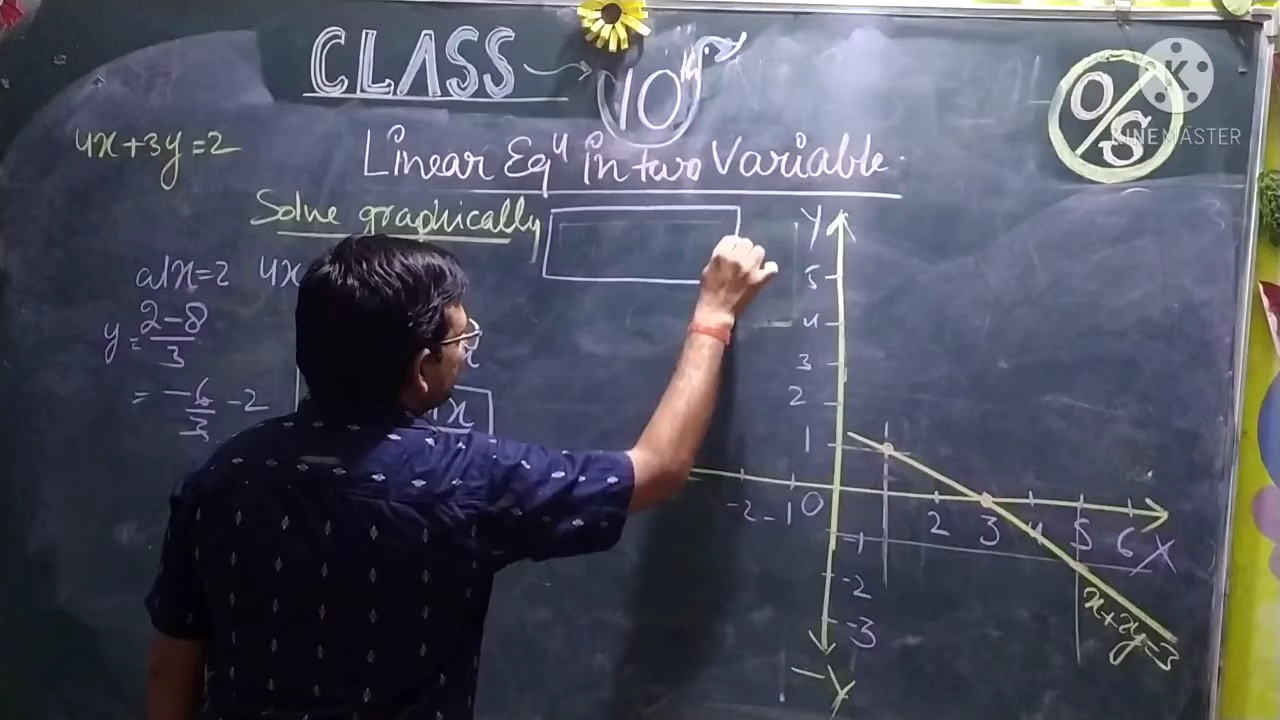 CLASS → 10th
O/S
K
KINEMASTER
4x+3y=2
Linear Eqn in two Variable.
Solve graphically
at x=2 4x
y = 2-8/3
= -6/3 -2
x
4x
Y
5
4
3
2
1
-2 -1 0 2 3 4 5 6 X
-1
-2
-3
-Y
x+2y=3